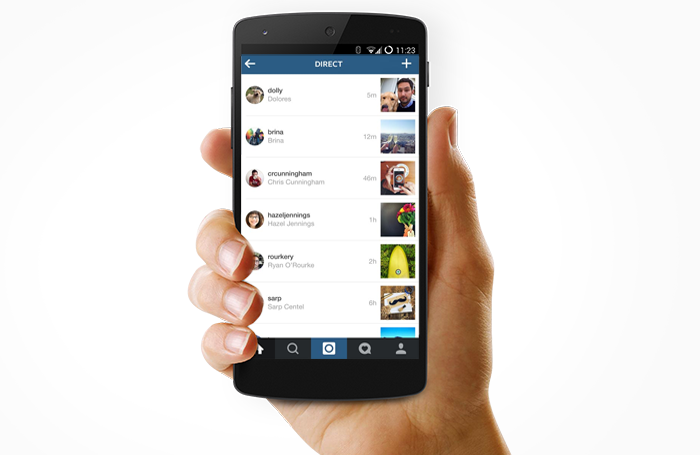 11:23
DIRECT
dolly
Dolores
5m
brina
Brina
12m
crcunningham
Chris Cunningham
46m
hazeljennings
Hazel Jennings
1h
rourkery
Ryan O'Rourke
2h
sarp
Sarp Centel
6h